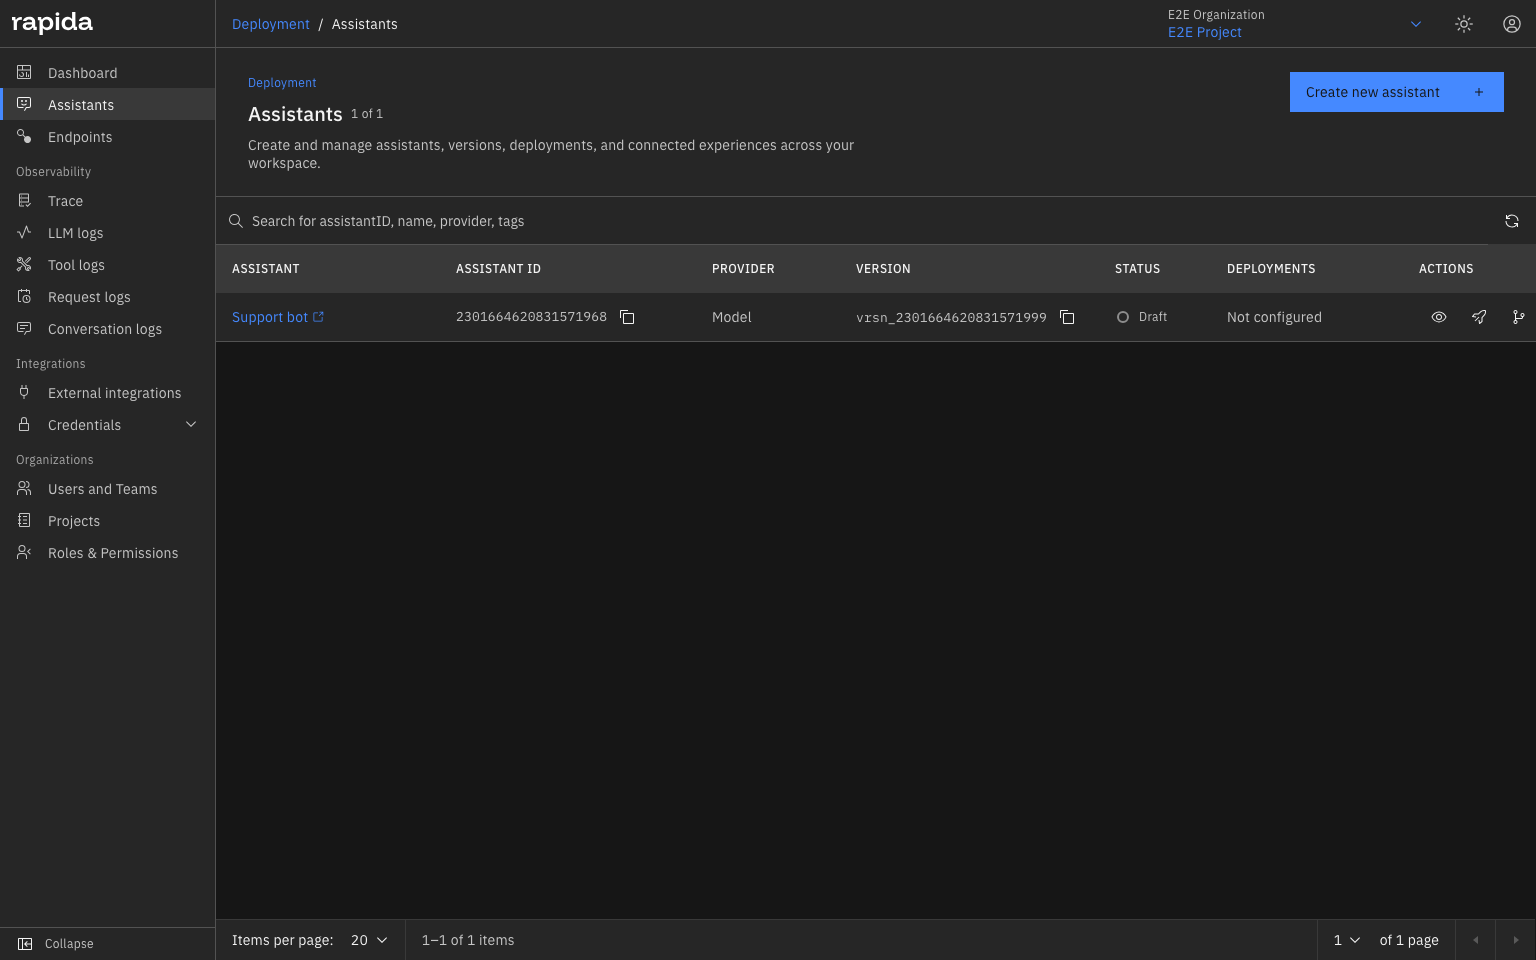 rapida
Deployment / Assistants
E2E Organization
E2E Project
Dashboard
Assistants
Endpoints
Observability
Trace
LLM logs
Tool logs
Request logs
Conversation logs
Integrations
External integrations
Credentials
Organizations
Users and Teams
Projects
Roles & Permissions
Collapse
Deployment
Assistants 1 of 1
Create and manage assistants, versions, deployments, and connected experiences across your
workspace.
Create new assistant +
Search for assistantID, name, provider, tags
ASSISTANT ASSISTANT ID PROVIDER VERSION STATUS DEPLOYMENTS ACTIONS
Support bot 2301664620831571968 Model vrsn_2301664620831571999 Draft Not configured
Items per page: 20 1–1 of 1 items 1 of 1 page